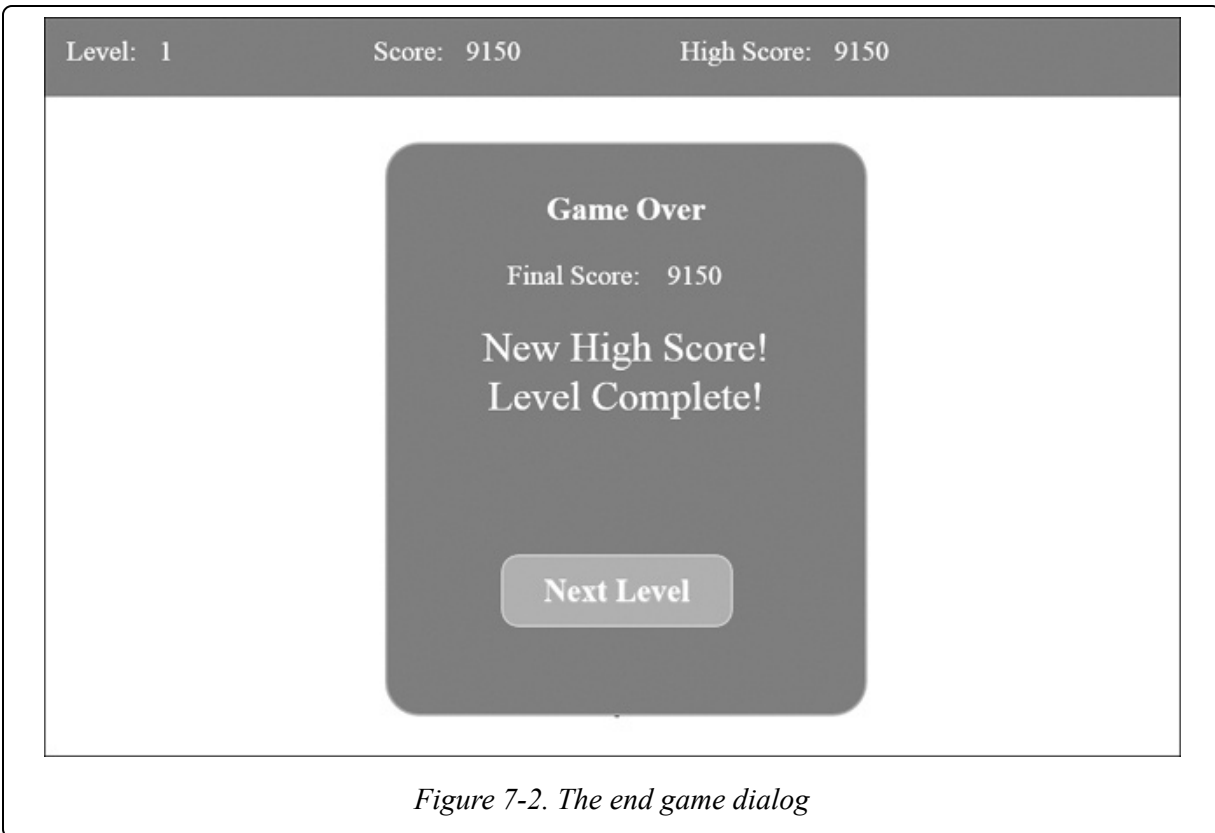 Level: 1 Score: 9150 High Score: 9150
Game Over
Final Score: 9150
New High Score!
Level Complete!
Next Level
Figure 7-2. The end game dialog